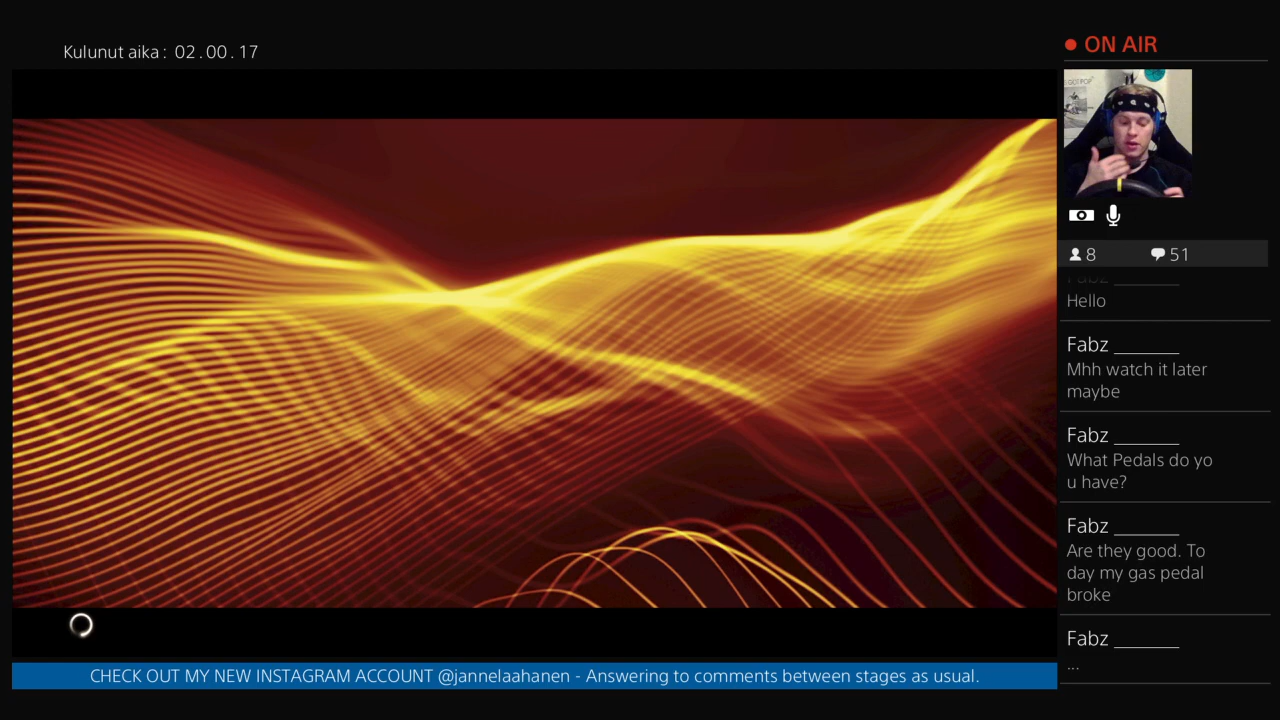 Kulunut aika : 02.00.17
ON AIR
8 51
Hello
Fabz _______
Mhh watch it later
maybe
Fabz _______
What Pedals do yo
u have?
Fabz _______
Are they good. To
day my gas pedal
broke
Fabz _______
...
CHECK OUT MY NEW INSTAGRAM ACCOUNT @jannelaahanen - Answering to comments between stages as usual.